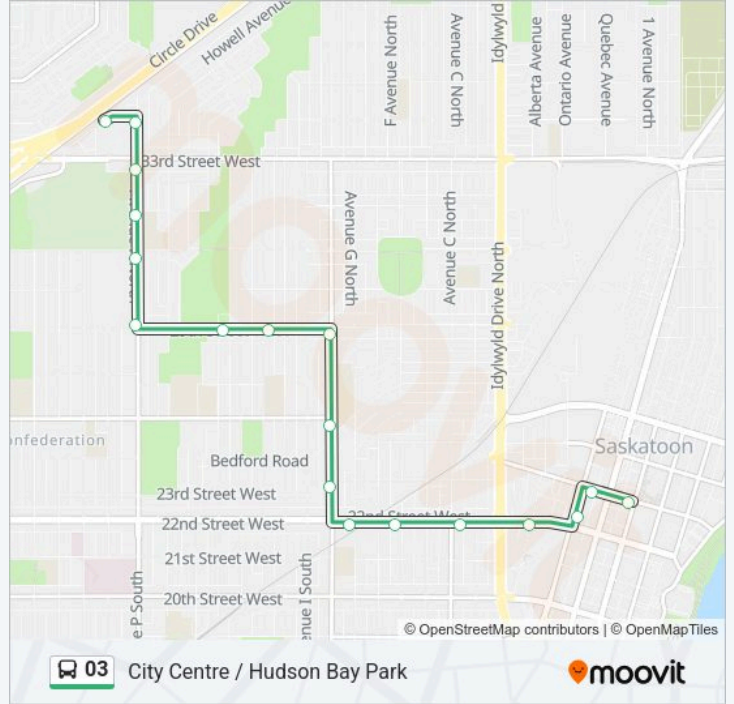 Circle Drive
Howell Avenue
F Avenue North
Avenue C North
Idylwyld
Alberta Avenue
Ontario Avenue
Quebec Avenue
1 Avenue North
33rd Street West
Avenue G North
Avenue C North
Idylwyld Drive North
onfederation
Saskatoon
Bedford Road
23rd Street West
22nd Street West
22nd Street West
21st Street West
20th Street West
e P South
enue I South
© OpenStreetMap contributors | © OpenMapTiles
03 City Centre / Hudson Bay Park
moovit